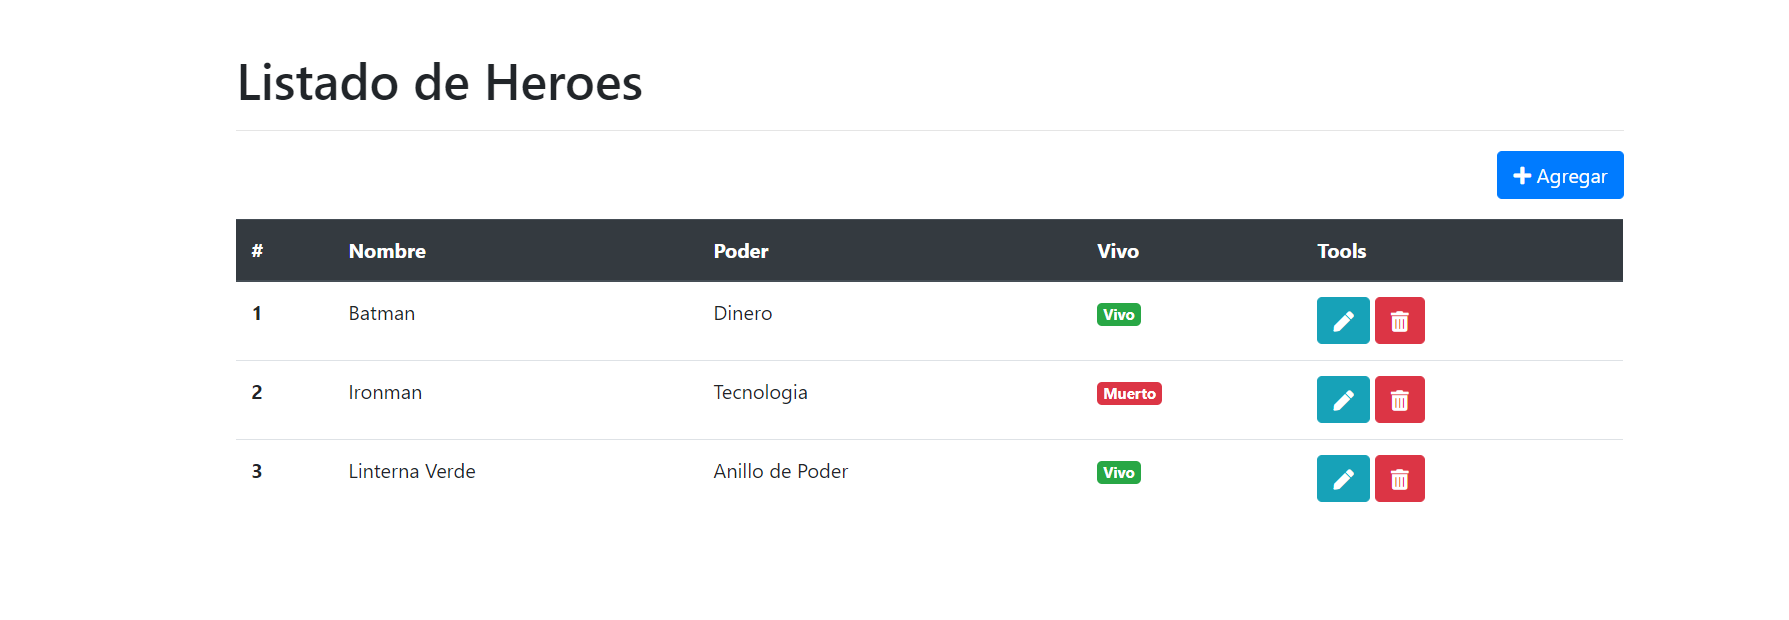 Listado de Heroes
Agregar
# Nombre Poder Vivo Tools
1 Batman Dinero Vivo
2 Ironman Tecnologia Muerto
3 Linterna Verde Anillo de Poder Vivo